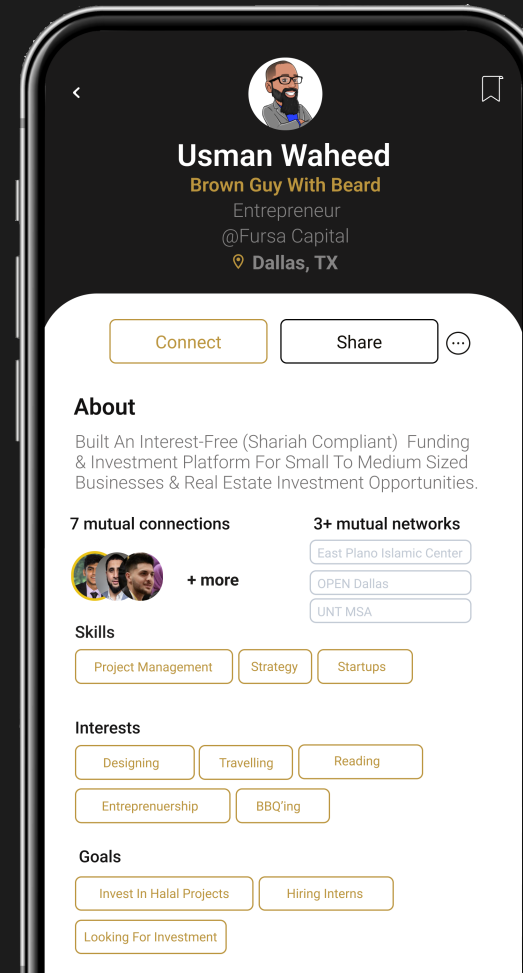 Usman Waheed
Brown Guy With Beard
Entrepreneur
@Fursa Capital
Dallas, TX
Connect
Share
About
Built An Interest-Free (Shariah Compliant) Funding
& Investment Platform For Small To Medium Sized
Businesses & Real Estate Investment Opportunities.
7 mutual connections
+ more
3+ mutual networks
East Plano Islamic Center
OPEN Dallas
UNT MSA
Skills
Project Management
Strategy
Startups
Interests
Designing
Travelling
Reading
Entreprenuership
BBQ'ing
Goals
Invest In Halal Projects
Hiring Interns
Looking For Investment